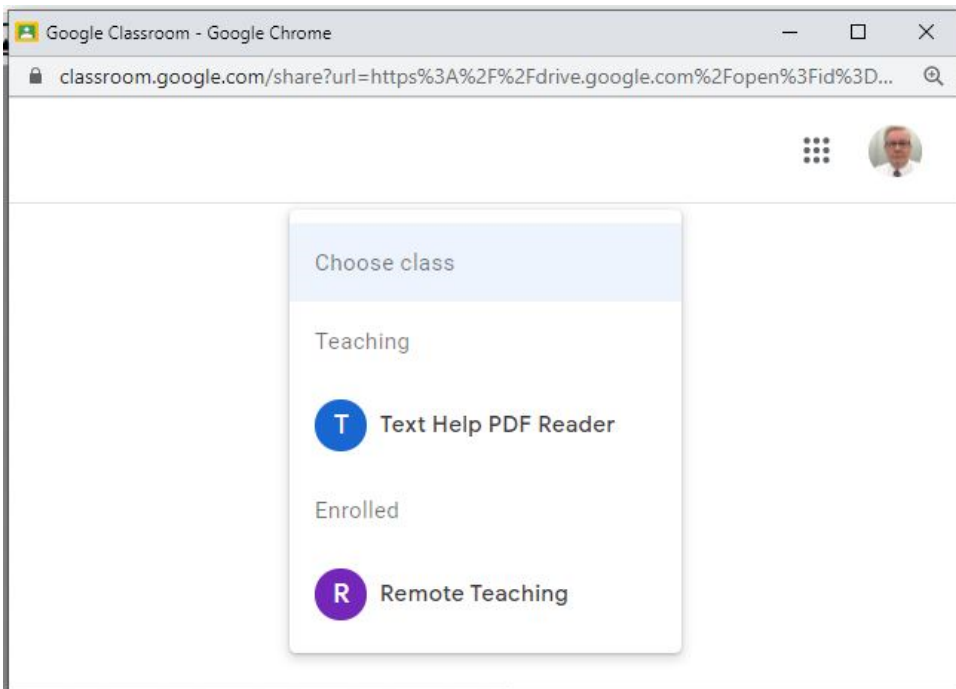 Google Classroom - Google Chrome
classroom.google.com/share?url=https%3A%2F%2Fdrive.google.com%2Fopen%3Fid%3D...
Choose class
Teaching
T Text Help PDF Reader
Enrolled
R Remote Teaching